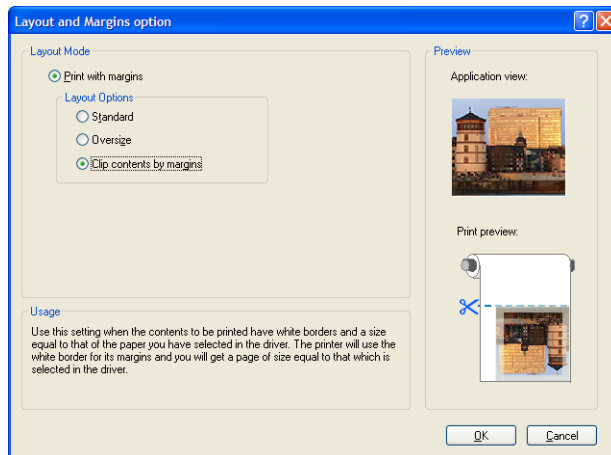 Layout and Margins option
Layout Mode
Print with margins
Layout Options
Standard
Oversize
Clip contents by margins
Usage
Use this setting when the contents to be printed have white borders and a size
equal to that of the paper you have selected in the driver. The printer will use the
white border for its margins and you will get a page of size equal to that which is
selected in the driver.
Preview
Application view:
Print preview:
OK
Cancel